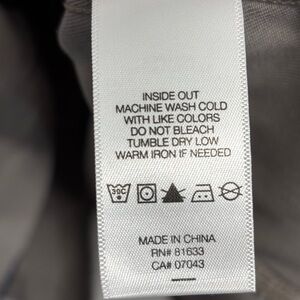 INSIDE OUT
MACHINE WASH COLD
WITH LIKE COLORS
DO NOT BLEACH
TUMBLE DRY LOW
WARM IRON IF NEEDED
30C
MADE IN CHINA
RN# 81633
CA# 07043